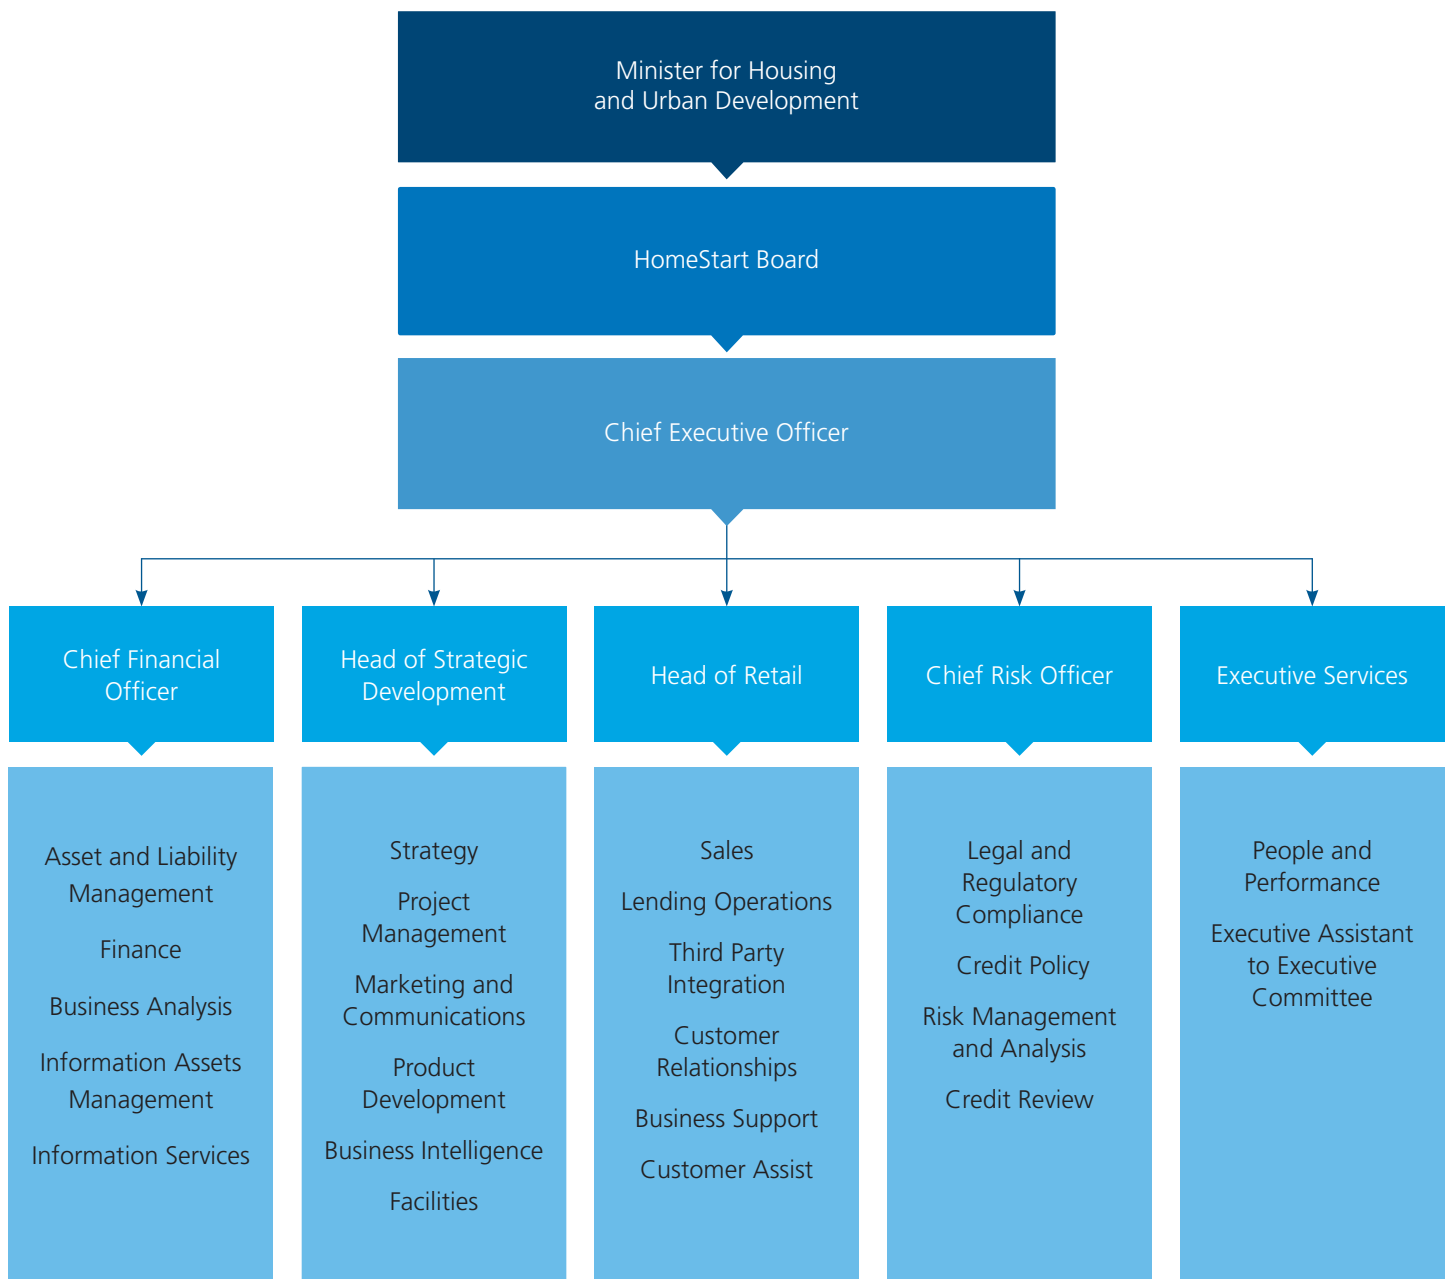 Minister for Housing
and Urban Development
HomeStart Board
Chief Executive Officer
Chief Financial
Officer
Head of Strategic
Development
Head of Retail
Chief Risk Officer
Executive Services
Asset and Liability
Management
Finance
Business Analysis
Information Assets
Management
Information Services
Strategy
Project
Management
Marketing and
Communications
Product
Development
Business Intelligence
Facilities
Sales
Lending Operations
Third Party
Integration
Customer
Relationships
Business Support
Customer Assist
Legal and
Regulatory
Compliance
Credit Policy
Risk Management
and Analysis
Credit Review
People and
Performance
Executive Assistant
to Executive
Committee